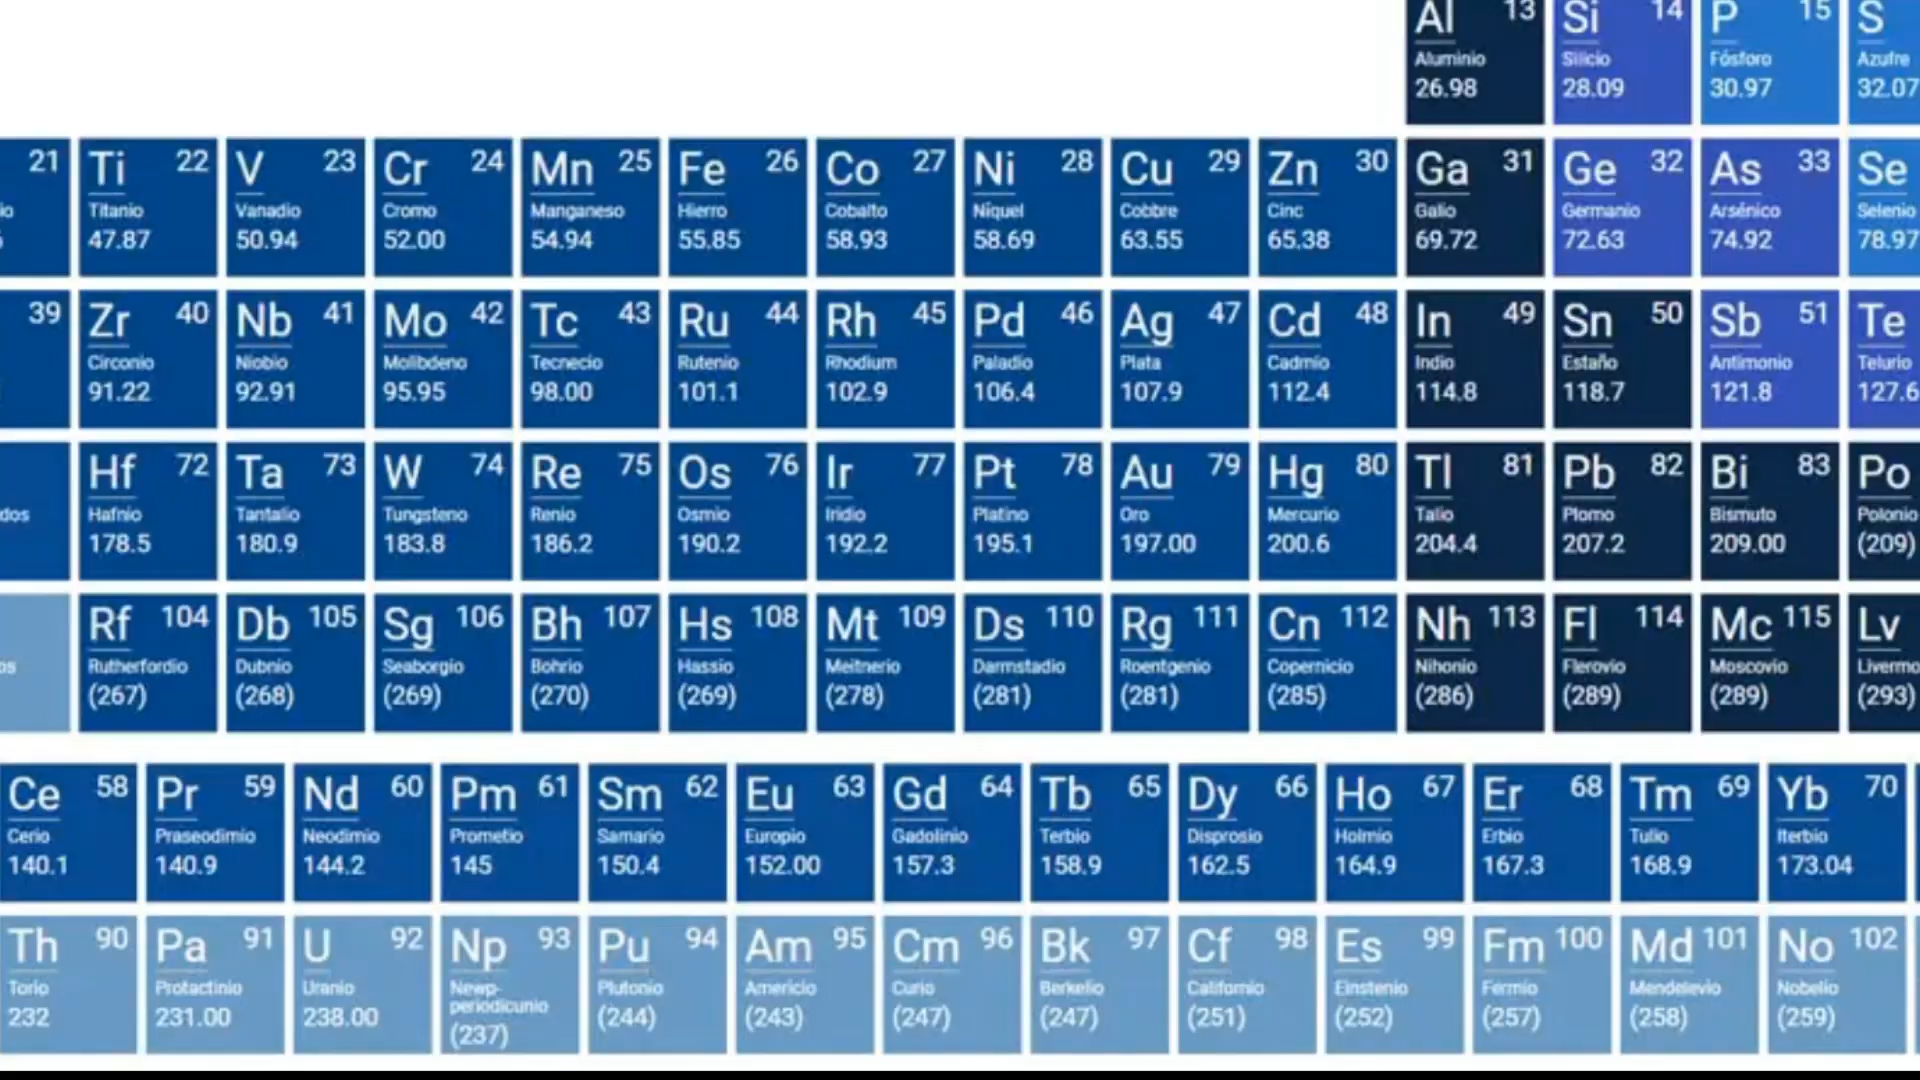 Al 13 Si 14 P 15 S
Aluminio Silicio Fósforo Azufre
26.98 28.09 30.97 32.07
21 Ti 22 V 23 Cr 24 Mn 25 Fe 26 Co 27 Ni 28 Cu 29 Zn 30 Ga 31 Ge 32 As 33 Se
io Titanio Vanadio Cromo Manganeso Hierro Cobalto Níquel Cobbre Cinc Galio Germanio Arsénico Selenio
47.87 50.94 52.00 54.94 55.85 58.93 58.69 63.55 65.38 69.72 72.63 74.92 78.97
39 Zr 40 Nb 41 Mo 42 Tc 43 Ru 44 Rh 45 Pd 46 Ag 47 Cd 48 In 49 Sn 50 Sb 51 Te
Circonio Niobio Molibdeno Tecnecio Rutenio Rhodium Paladio Plata Cadmio Indio Estaño Antimonio Telurio
91.22 92.91 95.95 98.00 101.1 102.9 106.4 107.9 112.4 114.8 118.7 121.8 127.6
Hf 72 Ta 73 W 74 Re 75 Os 76 Ir 77 Pt 78 Au 79 Hg 80 Tl 81 Pb 82 Bi 83 Po
dos Hafnio Tantalio Tungsteno Renio Osmio Iridio Platino Oro Mercurio Talio Plomo Bismuto Polonio
178.5 180.9 183.8 186.2 190.2 192.2 195.1 197.00 200.6 204.4 207.2 209.00 (209)
Rf 104 Db 105 Sg 106 Bh 107 Hs 108 Mt 109 Ds 110 Rg 111 Cn 112 Nh 113 Fl 114 Mc 115 Lv
os Rutherfordio Dubnio Seaborgio Bohrio Hassio Meitnerio Darmstadio Roentgenio Copernicio Nihonio Flerovio Moscovio Livermo
(267) (268) (269) (270) (269) (278) (281) (281) (285) (286) (289) (289) (293)
Ce 58 Pr 59 Nd 60 Pm 61 Sm 62 Eu 63 Gd 64 Tb 65 Dy 66 Ho 67 Er 68 Tm 69 Yb 70
Cerio Praseodimio Neodimio Prometio Samario Europio Gadolinio Terbio Disprosio Holmio Erbio Tulio Iterbio
140.1 140.9 144.2 145 150.4 152.00 157.3 158.9 162.5 164.9 167.3 168.9 173.04
Th 90 Pa 91 U 92 Np 93 Pu 94 Am 95 Cm 96 Bk 97 Cf 98 Es 99 Fm 100 Md 101 No 102
Torio Protactinio Uranio Newp-periodicunio Plutonio Americio Curio Berkelio Californio Einstenio Fermio Mendelevio Nobelio
232 231.00 238.00 (237) (244) (243) (247) (247) (251) (252) (257) (258) (259)